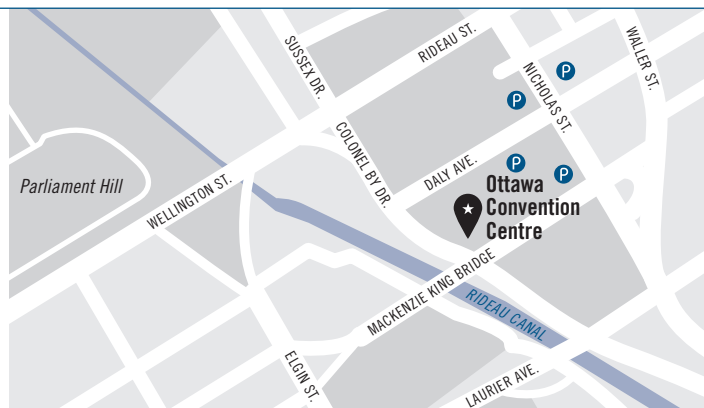 SUSSEX DR.
RIDEAU ST.
WALLER ST.
NICHOLAS ST.
P
P
COLONEL BY DR.
DALY AVE.
P
P
Parliament Hill
WELLINGTON ST.
Ottawa
Convention
Centre
MACKENZIE KING BRIDGE
RIDEAU CANAL
ELGIN ST.
LAURIER AVE.